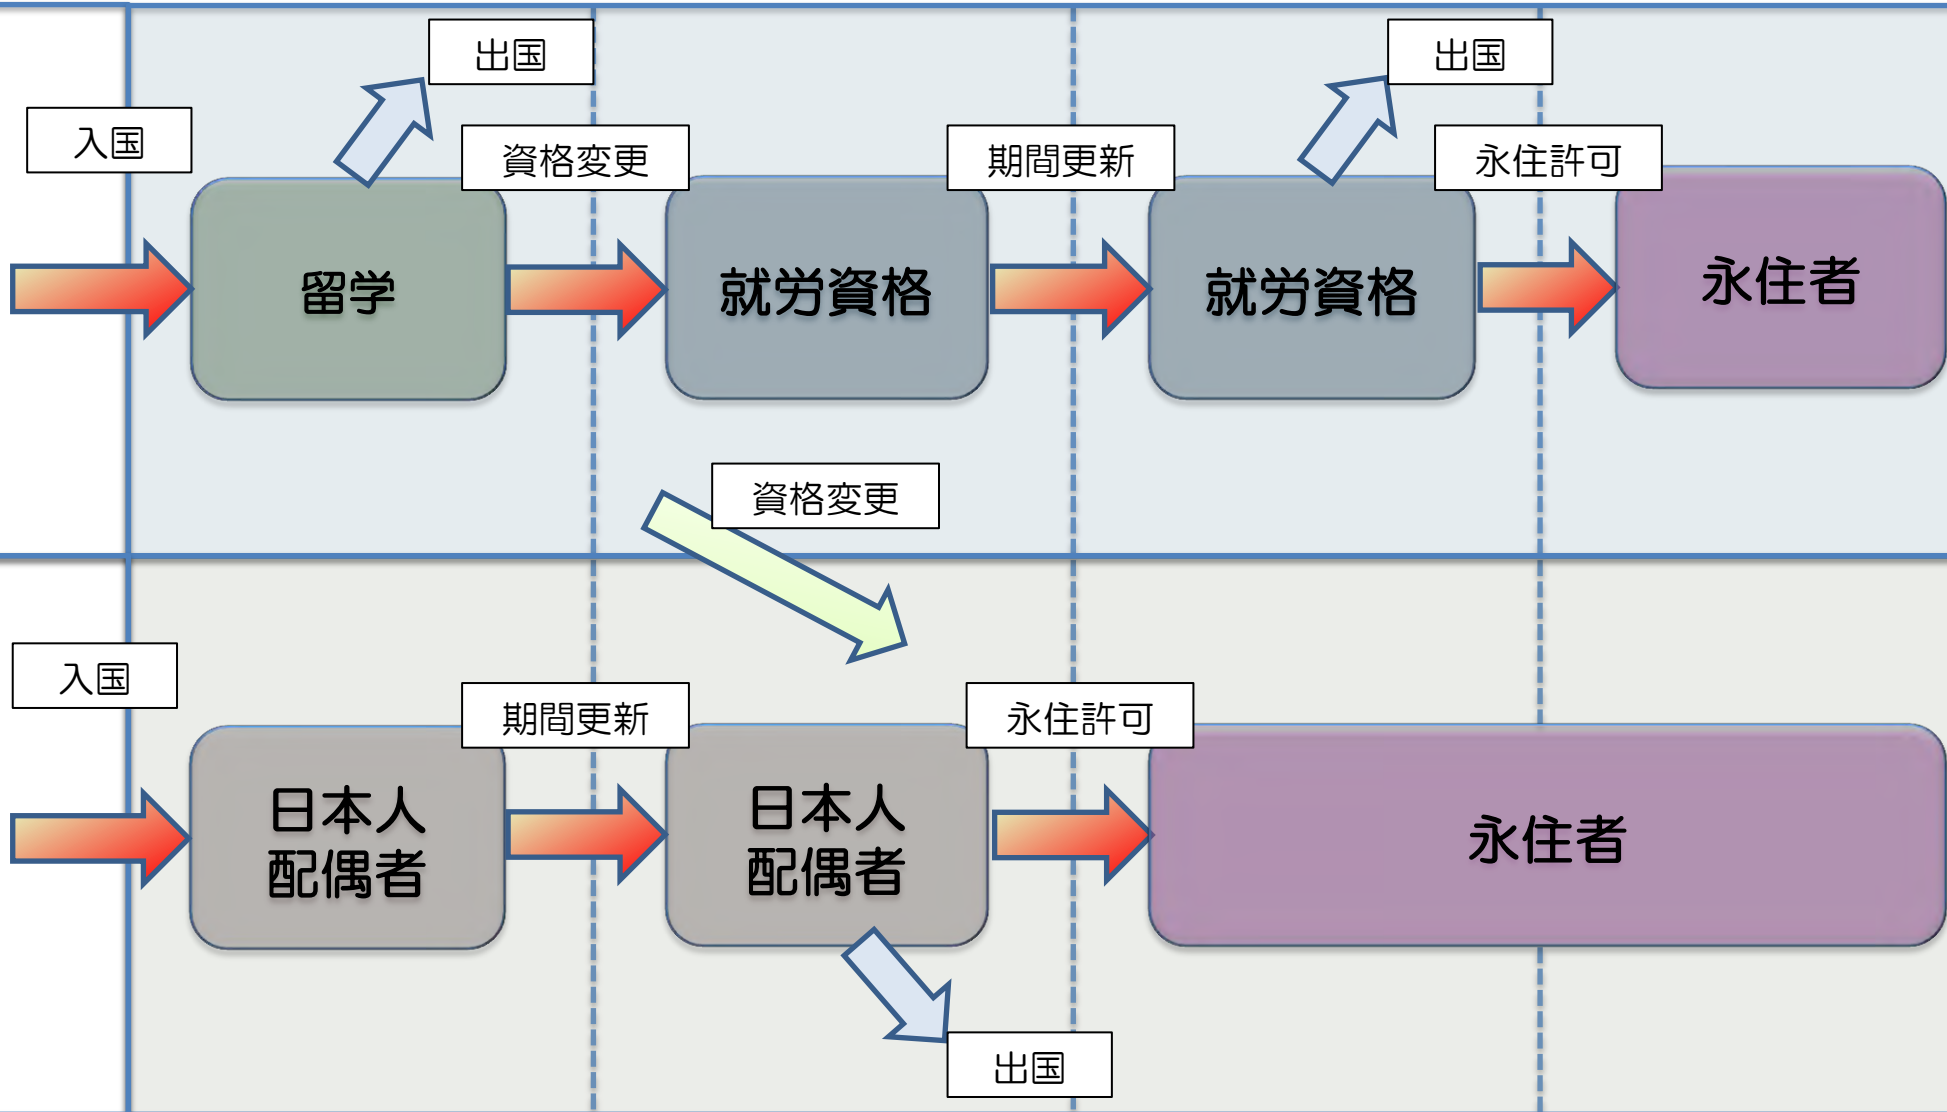 出国
出国
入国
資格変更
期間更新
永住許可
留学
就労資格
就労資格
永住者
資格変更
入国
期間更新
永住許可
日本人
配偶者
日本人
配偶者
永住者
出国